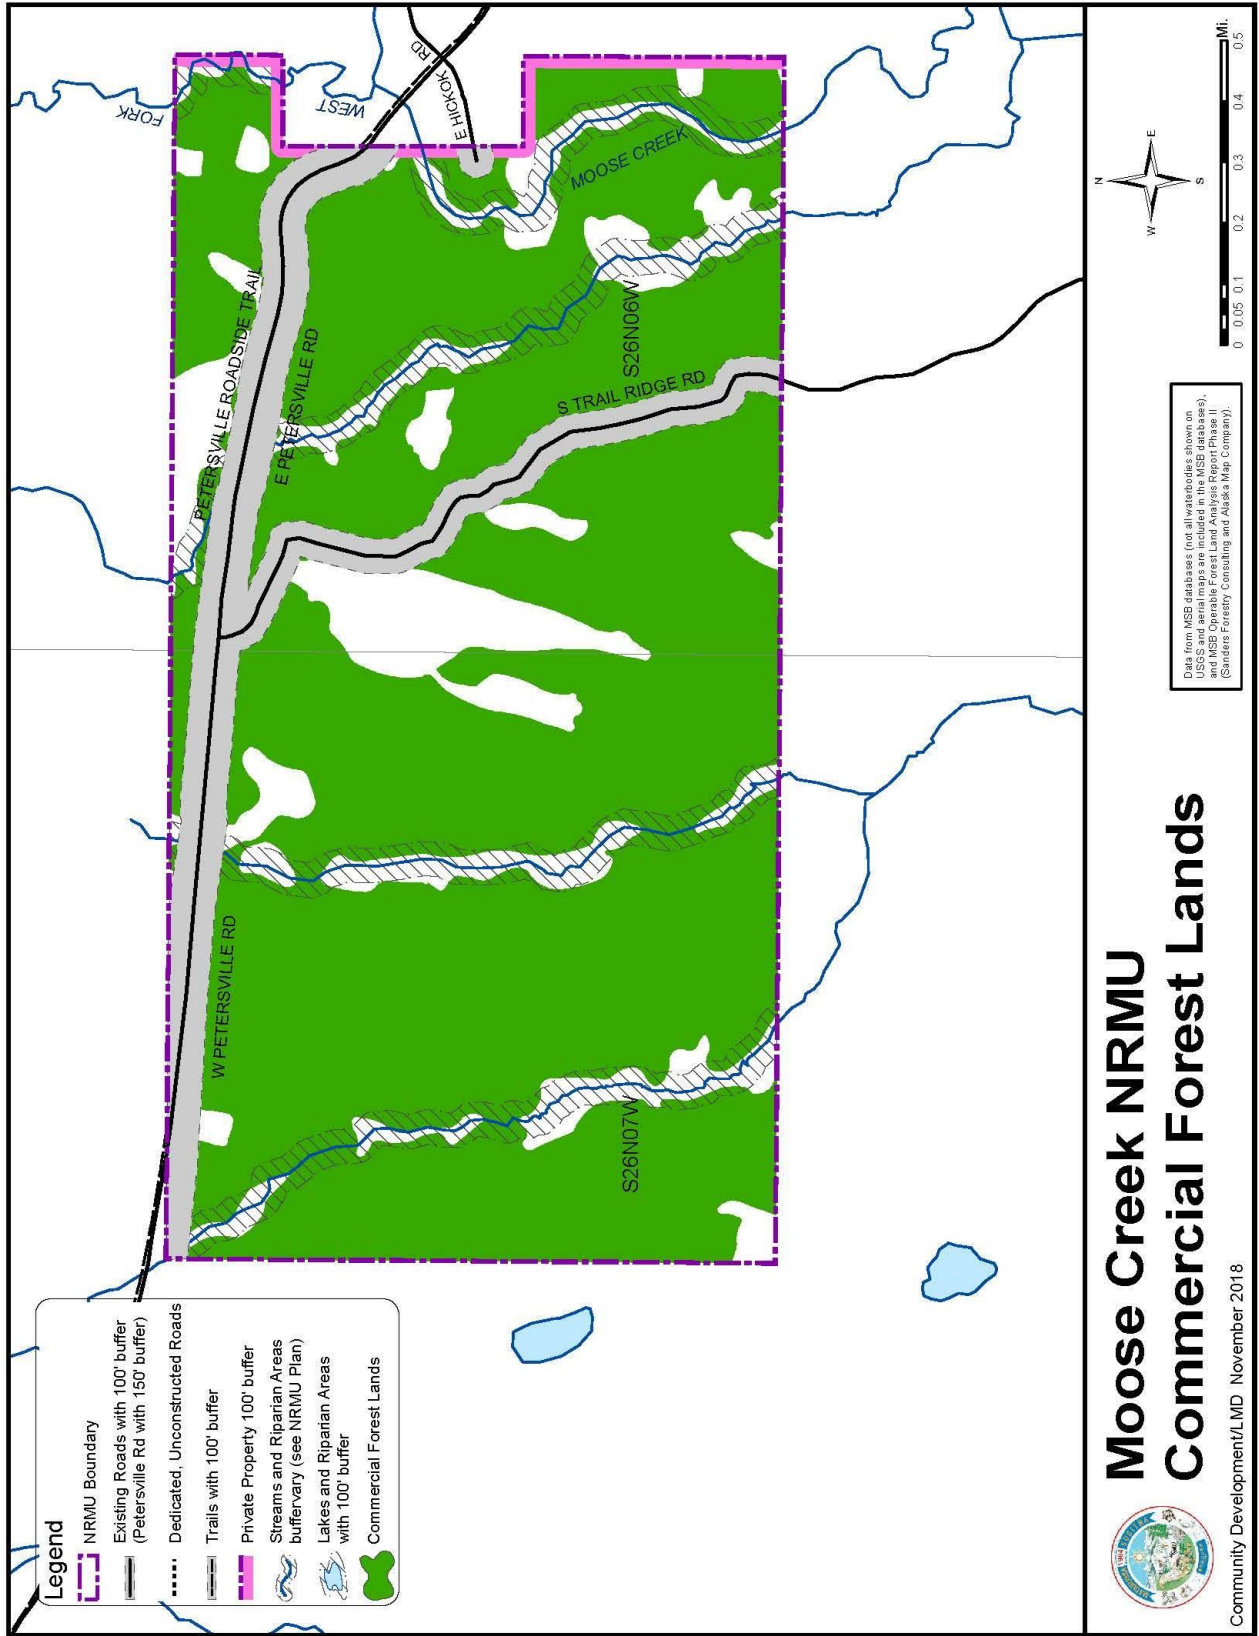 Legend
NRMU Boundary
Existing Roads with 100' buffer
(Petersville Rd with 150' buffer)
Dedicated, Unconstructed Roads
Trails with 100' buffer
Private Property 100' buffer
Streams and Riparian Areas
buffervary (see NRMU Plan)
Lakes and Riparian Areas
with 100' buffer
Commercial Forest Lands
W PETERSVILLE RD
PETERSVILLE ROADSIDE TRAIL
E PETERSVILLE RD
FORK
WEST
E HICKOK
RD
MOOSE CREEK
S TRAIL RIDGE RD
S26N07W
S26N06W
Moose Creek NRMU
Commercial Forest Lands
Community Development/LMD November 2018
Data from MSB databases (not all waterbodies shown on
USGS and aerial maps are included in the MSB databases),
and MSB Operable Forest Land Analysis Report Phase II
(Sanders Forestry Consulting and Alaska Map Company).
N
W
E
S
0 0.05 0.1 0.2 0.3 0.4 0.5
Mi.